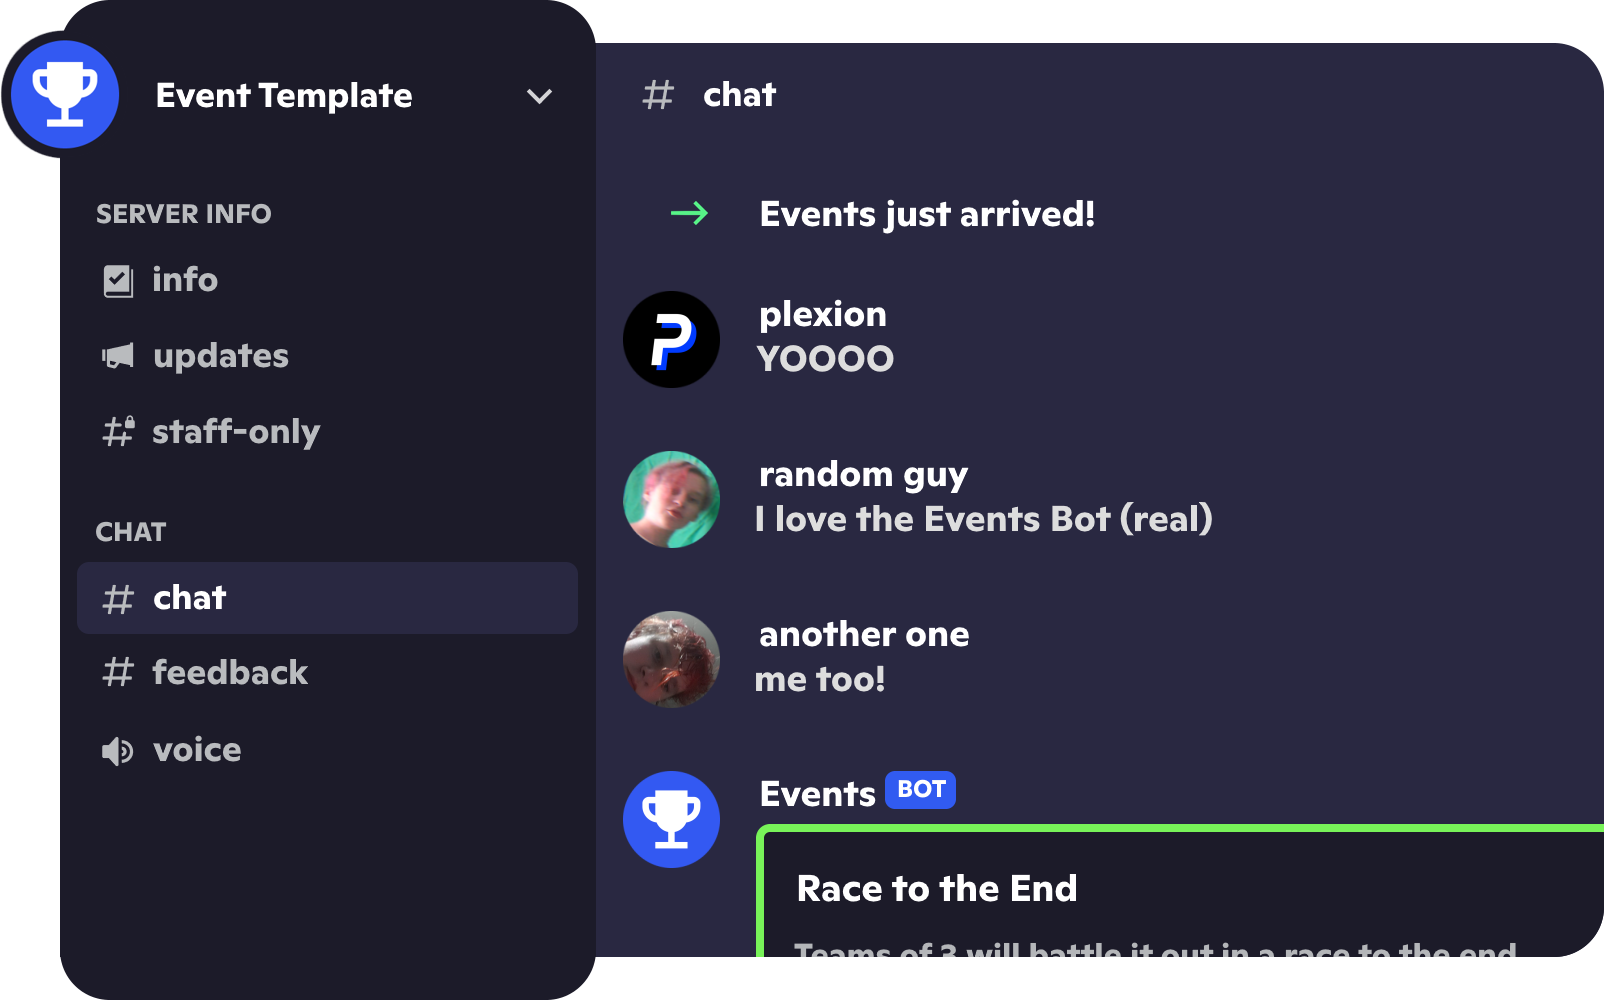 Event Template
SERVER INFO
info
updates
staff-only
CHAT
chat
feedback
voice
chat
Events just arrived!
plexion
YOOOO
random guy
I love the Events Bot (real)
another one
me too!
Events BOT
Race to the End
Teams of 3 will battle it out in a race to the end